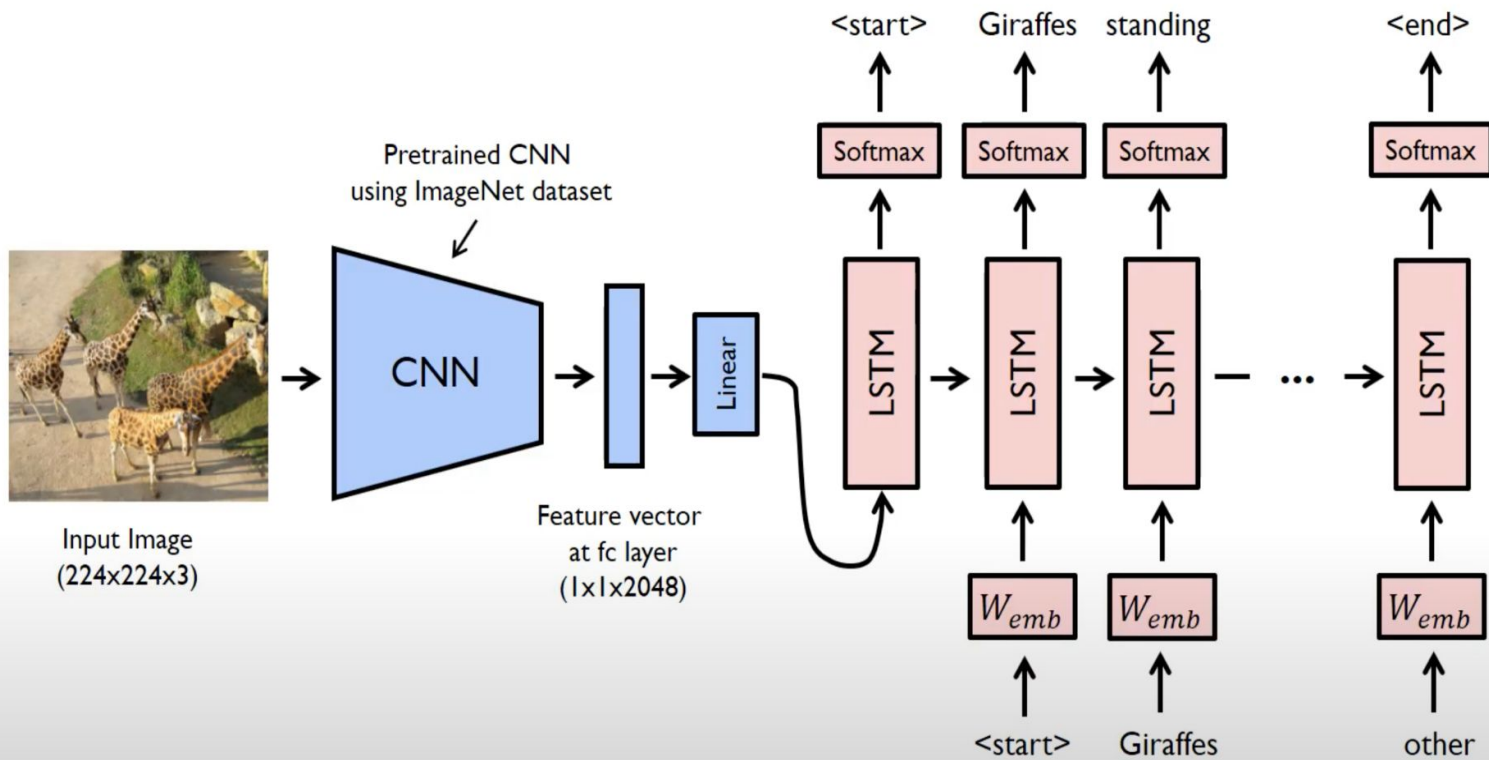 <start> Giraffes standing <end>
Softmax Softmax Softmax Softmax
Pretrained CNN
using ImageNet dataset
CNN
Linear
LSTM LSTM LSTM ... LSTM
Input Image
(224x224x3)
Feature vector
at fc layer
(1x1x2048)
W_emb W_emb W_emb
<start> Giraffes other